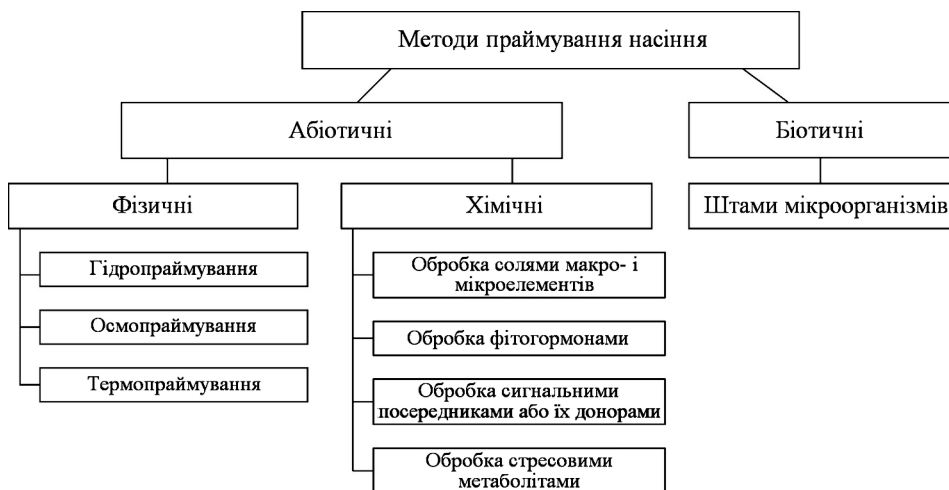 Методи праймування насіння
Абіотичні
Біотичні
Фізичні
Хімічні
Штами мікроорганізмів
Гідропраймування
Осмопраймування
Термопраймування
Обробка солями макро- і
мікроелементів
Обробка фітогормонами
Обробка сигнальними
посередниками або їх донорами
Обробка стресовими
метаболітами